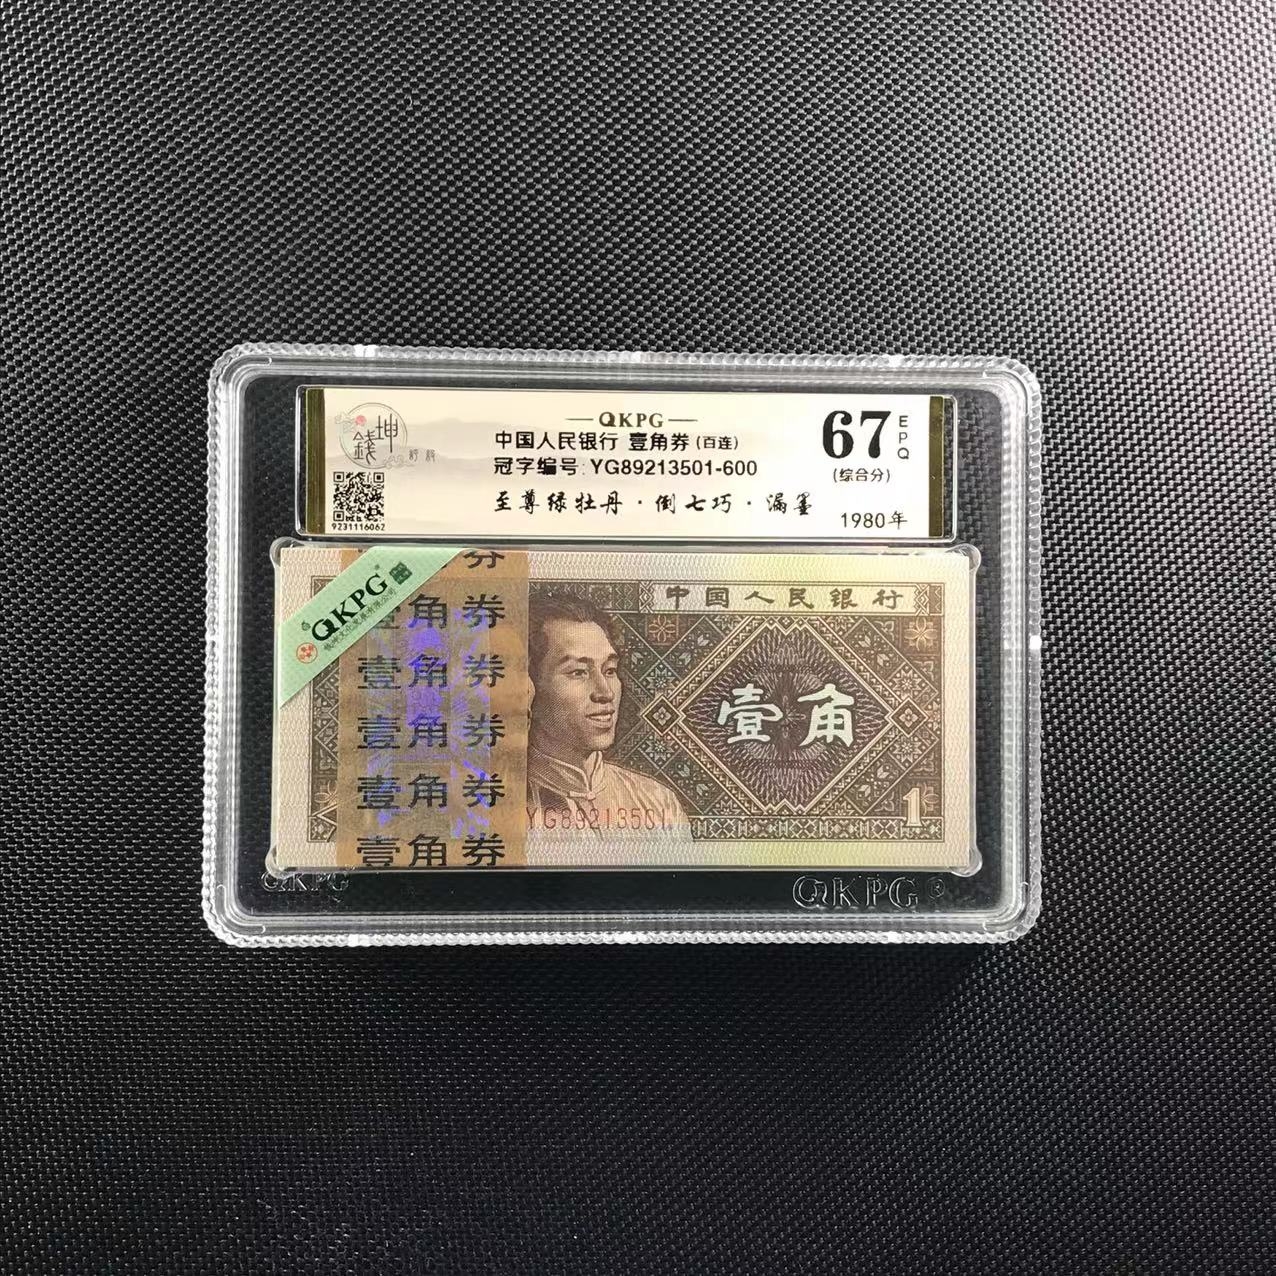 錢坤
9231116062
QKPG
中国人民银行 壹角券(百连)
冠字编号:YG89213501-600
至尊绿牡丹·倒七巧·漏墨
67
EPQ
(综合分)
1980年
QKPG
券
壹角券
壹角券
壹角券
壹角券
壹角券
中国人民银行
壹角
YG89213501
1
QKPG
QKPG